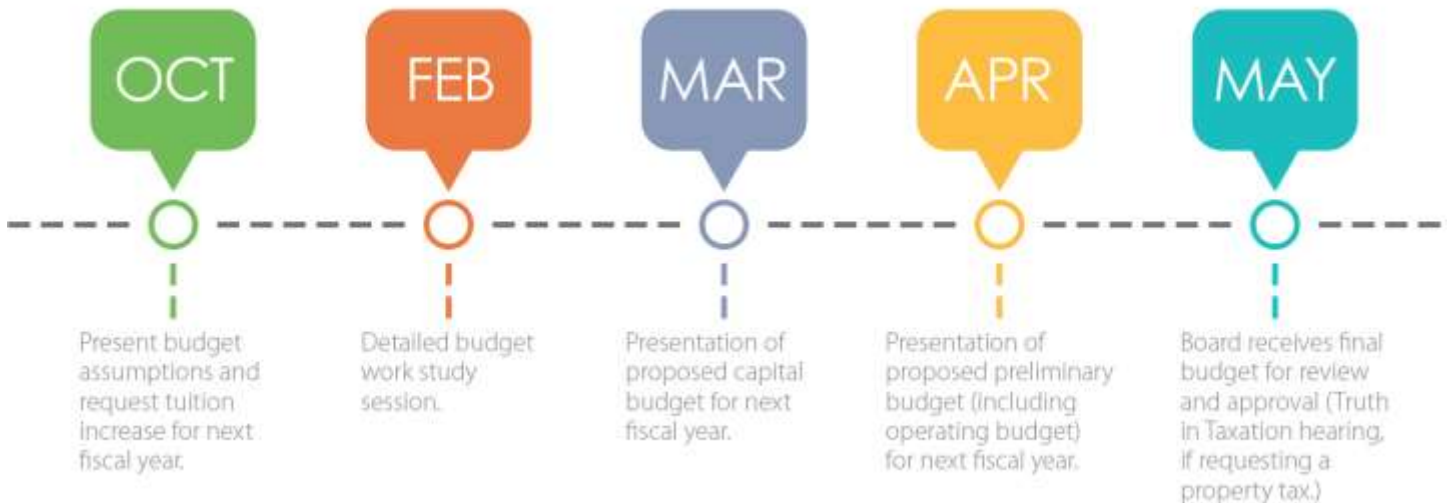 OCT
FEB
MAR
APR
MAY
Present budget
assumptions and
request tuition
increase for next
fiscal year.
Detailed budget
work study
session.
Presentation of
proposed capital
budget for next
fiscal year.
Presentation of
proposed preliminary
budget (including
operating budget)
for next fiscal year.
Board receives final
budget for review
and approval (Truth
in Taxation hearing,
if requesting a
property tax.)